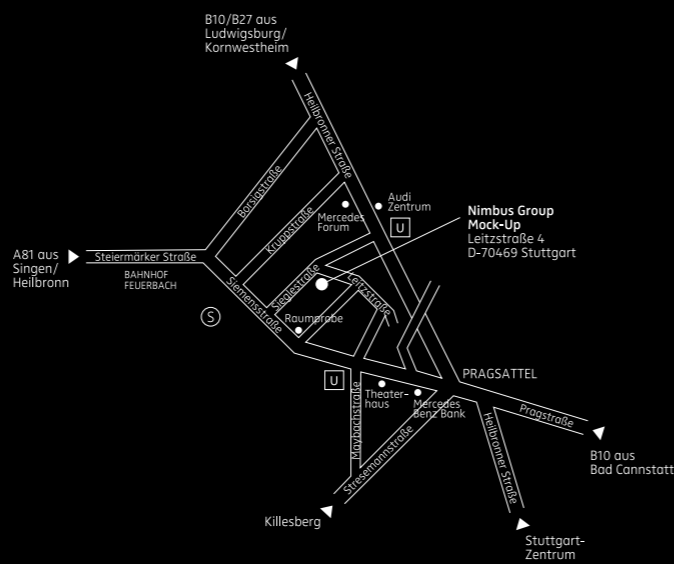 B10/B27 aus
Ludwigsburg/
Kornwestheim
Heilbronner Straße
Borsigstraße
Kruppstraße
Mercedes
Forum
Audi
Zentrum
U
Nimbus Group
Mock-Up
Leitzstraße 4
D-70469 Stuttgart
A81 aus
Singen/
Heilbronn
Steiermärker Straße
BAHNHOF
FEUERBACH
Siemensstraße
Sieglestraße
Leitzstraße
S
Raumprobe
U
PRAGSATTEL
Theater-
haus
Mercedes
Benz Bank
Maybachstraße
Stresemannstraße
Pragstraße
Heilbronner Straße
B10 aus
Bad Cannstatt
Killesberg
Stuttgart-
Zentrum